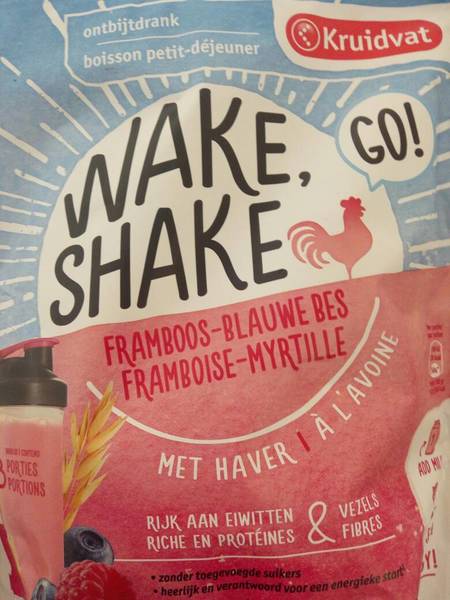 ontbijtdrank
boisson petit-déjeuner
Kruidvat
WAKE,
SHAKE
GO!
FRAMBOOS-BLAUWE BES
FRAMBOISE-MYRTILLE
MET HAVER | À L'AVOINE
PORTIES
PORTIONS
RIJK AAN EIWITTEN & VEZELS
RICHE EN PROTÉINES & FIBRES
ADD
• zonder toegevoegde suikers
• heerlijk en verantwoord voor een energieke start